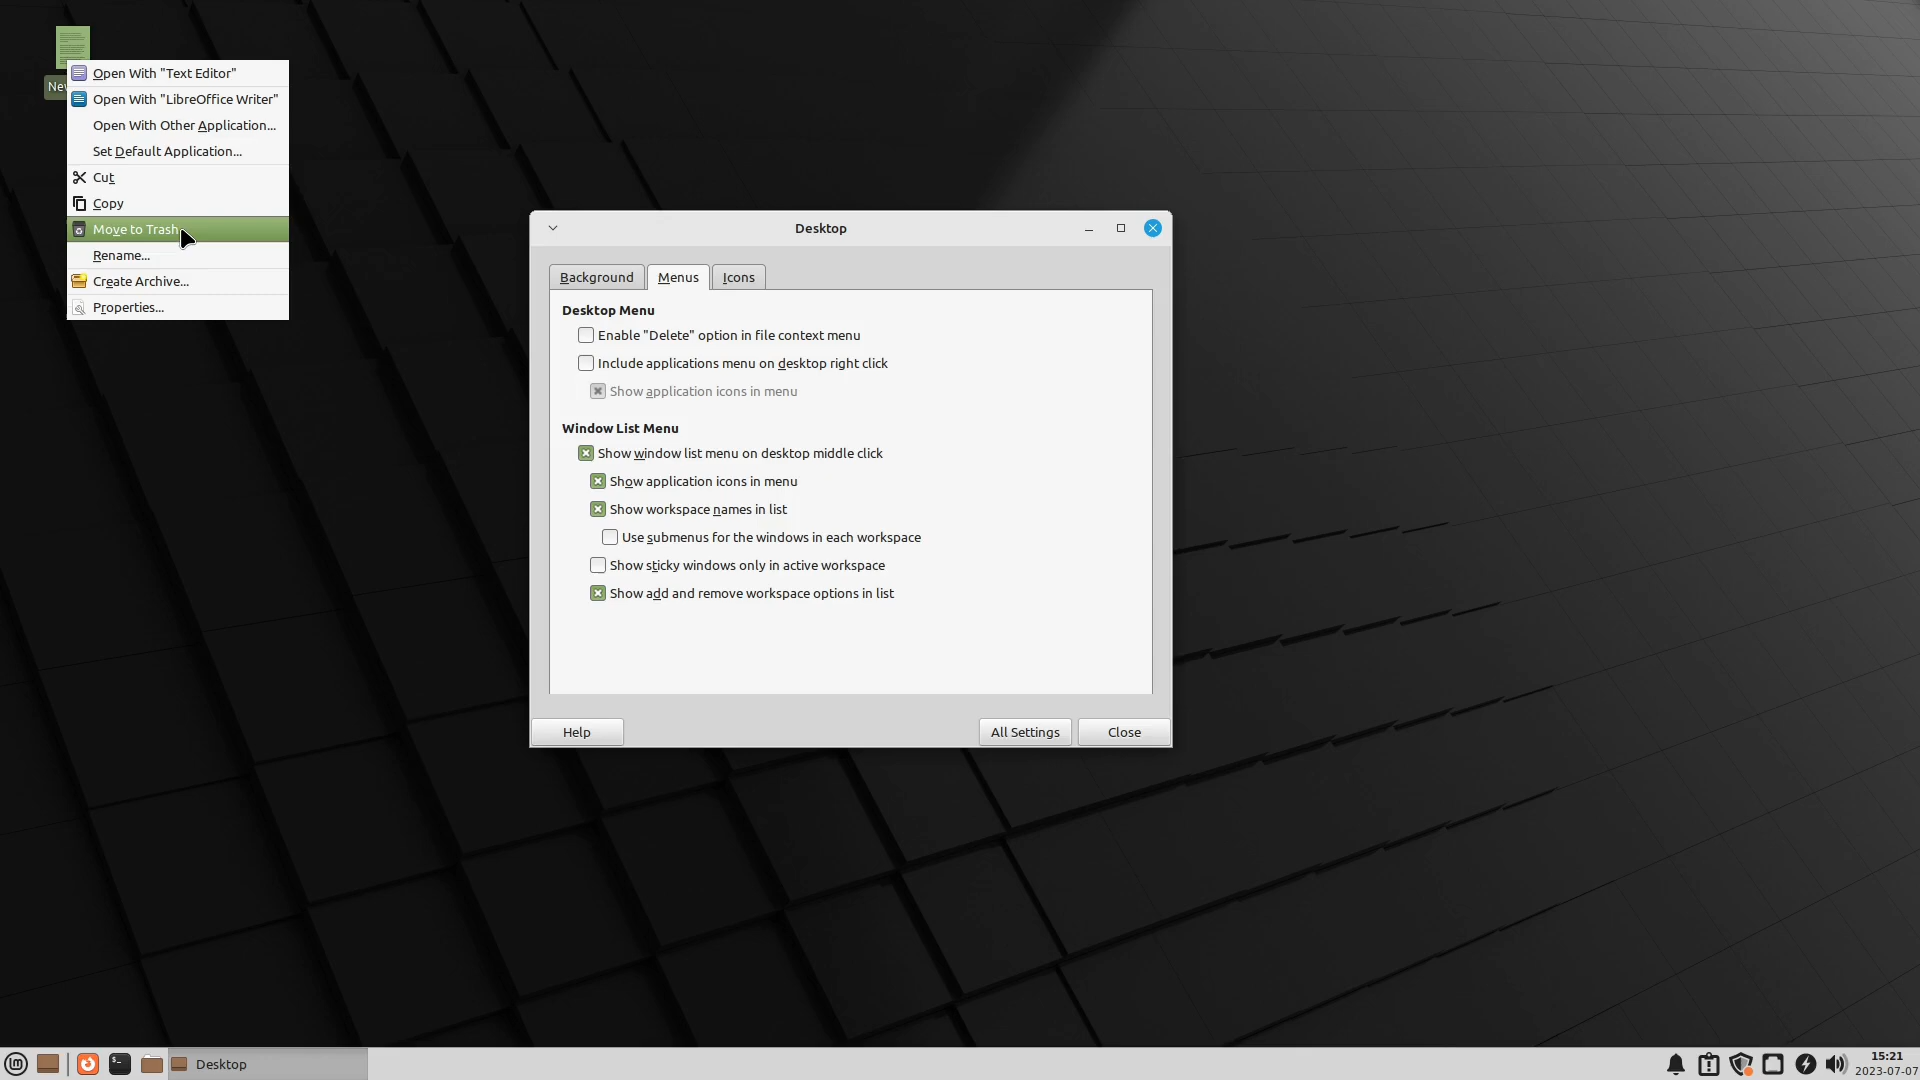 New
Open With "Text Editor"
Open With "LibreOffice Writer"
Open With Other Application...
Set Default Application...
Cut
Copy
Move to Trash
Rename...
Create Archive...
Properties...
Desktop
Background
Menus
Icons
Desktop Menu
Enable "Delete" option in file context menu
Include applications menu on desktop right click
Show application icons in menu
Window List Menu
Show window list menu on desktop middle click
Show application icons in menu
Show workspace names in list
Use submenus for the windows in each workspace
Show sticky windows only in active workspace
Show add and remove workspace options in list
Help
All Settings
Close
Desktop
15:21
2023-07-07